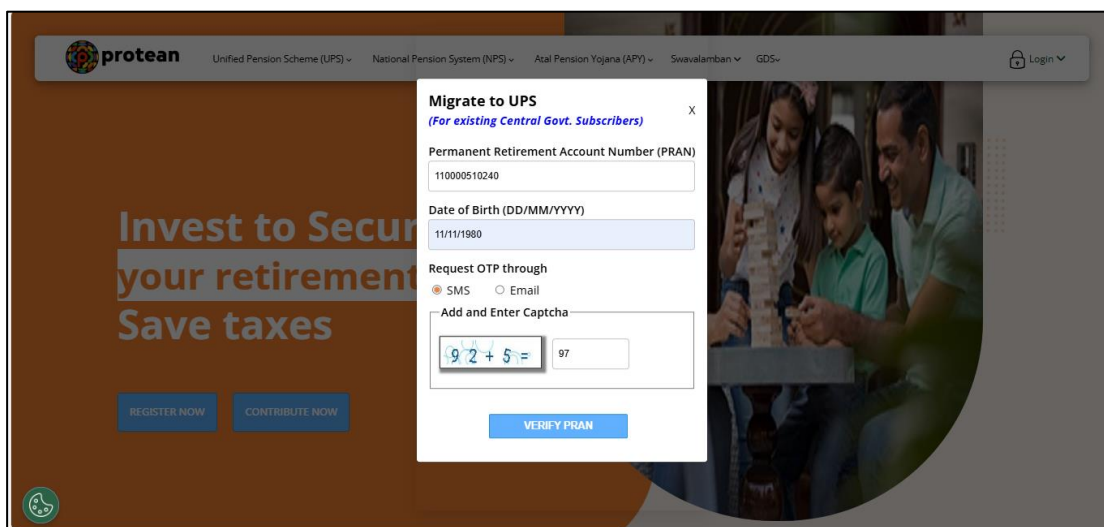 protean
Unified Pension Scheme (UPS) National Pension System (NPS) Atal Pension Yojana (APY) Swavalamban GDS Login
Migrate to UPS X
(For existing Central Govt. Subscribers)
Permanent Retirement Account Number (PRAN)
110000510240
Date of Birth (DD/MM/YYYY)
11/11/1980
Request OTP through
SMS Email
Add and Enter Captcha
92 + 5 = 97
VERIFY PRAN
Invest to Secur
your retirement
Save taxes
REGISTER NOW CONTRIBUTE NOW